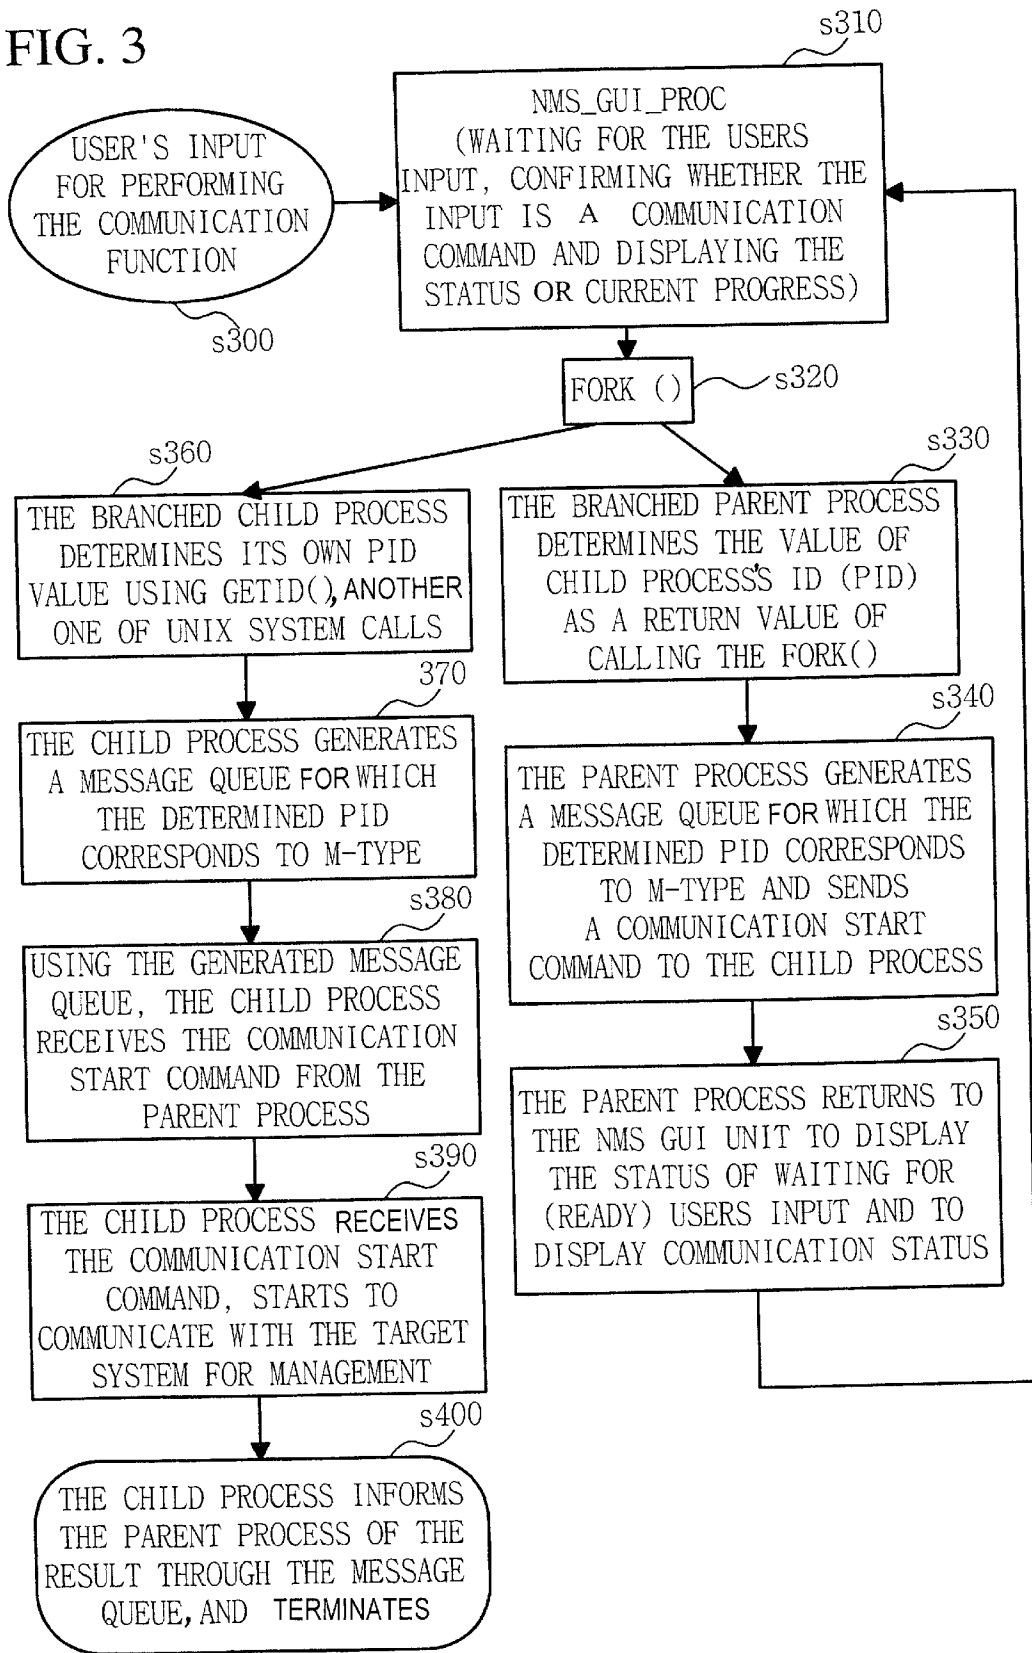 FIG. 3
s310
USER'S INPUT
FOR PERFORMING
THE COMMUNICATION
FUNCTION
s300
NMS_GUI_PROC
(WAITING FOR THE USERS
INPUT, CONFIRMING WHETHER THE
INPUT IS A COMMUNICATION
COMMAND AND DISPLAYING THE
STATUS OR CURRENT PROGRESS)
FORK ()
s320
s360
THE BRANCHED CHILD PROCESS
DETERMINES ITS OWN PID
VALUE USING GETID(), ANOTHER
ONE OF UNIX SYSTEM CALLS
370
THE CHILD PROCESS GENERATES
A MESSAGE QUEUE FOR WHICH
THE DETERMINED PID
CORRESPONDS TO M-TYPE
s380
USING THE GENERATED MESSAGE
QUEUE, THE CHILD PROCESS
RECEIVES THE COMMUNICATION
START COMMAND FROM THE
PARENT PROCESS
s390
THE CHILD PROCESS RECEIVES
THE COMMUNICATION START
COMMAND, STARTS TO
COMMUNICATE WITH THE TARGET
SYSTEM FOR MANAGEMENT
s400
THE CHILD PROCESS INFORMS
THE PARENT PROCESS OF THE
RESULT THROUGH THE MESSAGE
QUEUE, AND TERMINATES
s330
THE BRANCHED PARENT PROCESS
DETERMINES THE VALUE OF
CHILD PROCESS'S ID (PID)
AS A RETURN VALUE OF
CALLING THE FORK()
s340
THE PARENT PROCESS GENERATES
A MESSAGE QUEUE FOR WHICH THE
DETERMINED PID CORRESPONDS
TO M-TYPE AND SENDS
A COMMUNICATION START
COMMAND TO THE CHILD PROCESS
s350
THE PARENT PROCESS RETURNS TO
THE NMS GUI UNIT TO DISPLAY
THE STATUS OF WAITING FOR
(READY) USERS INPUT AND TO
DISPLAY COMMUNICATION STATUS